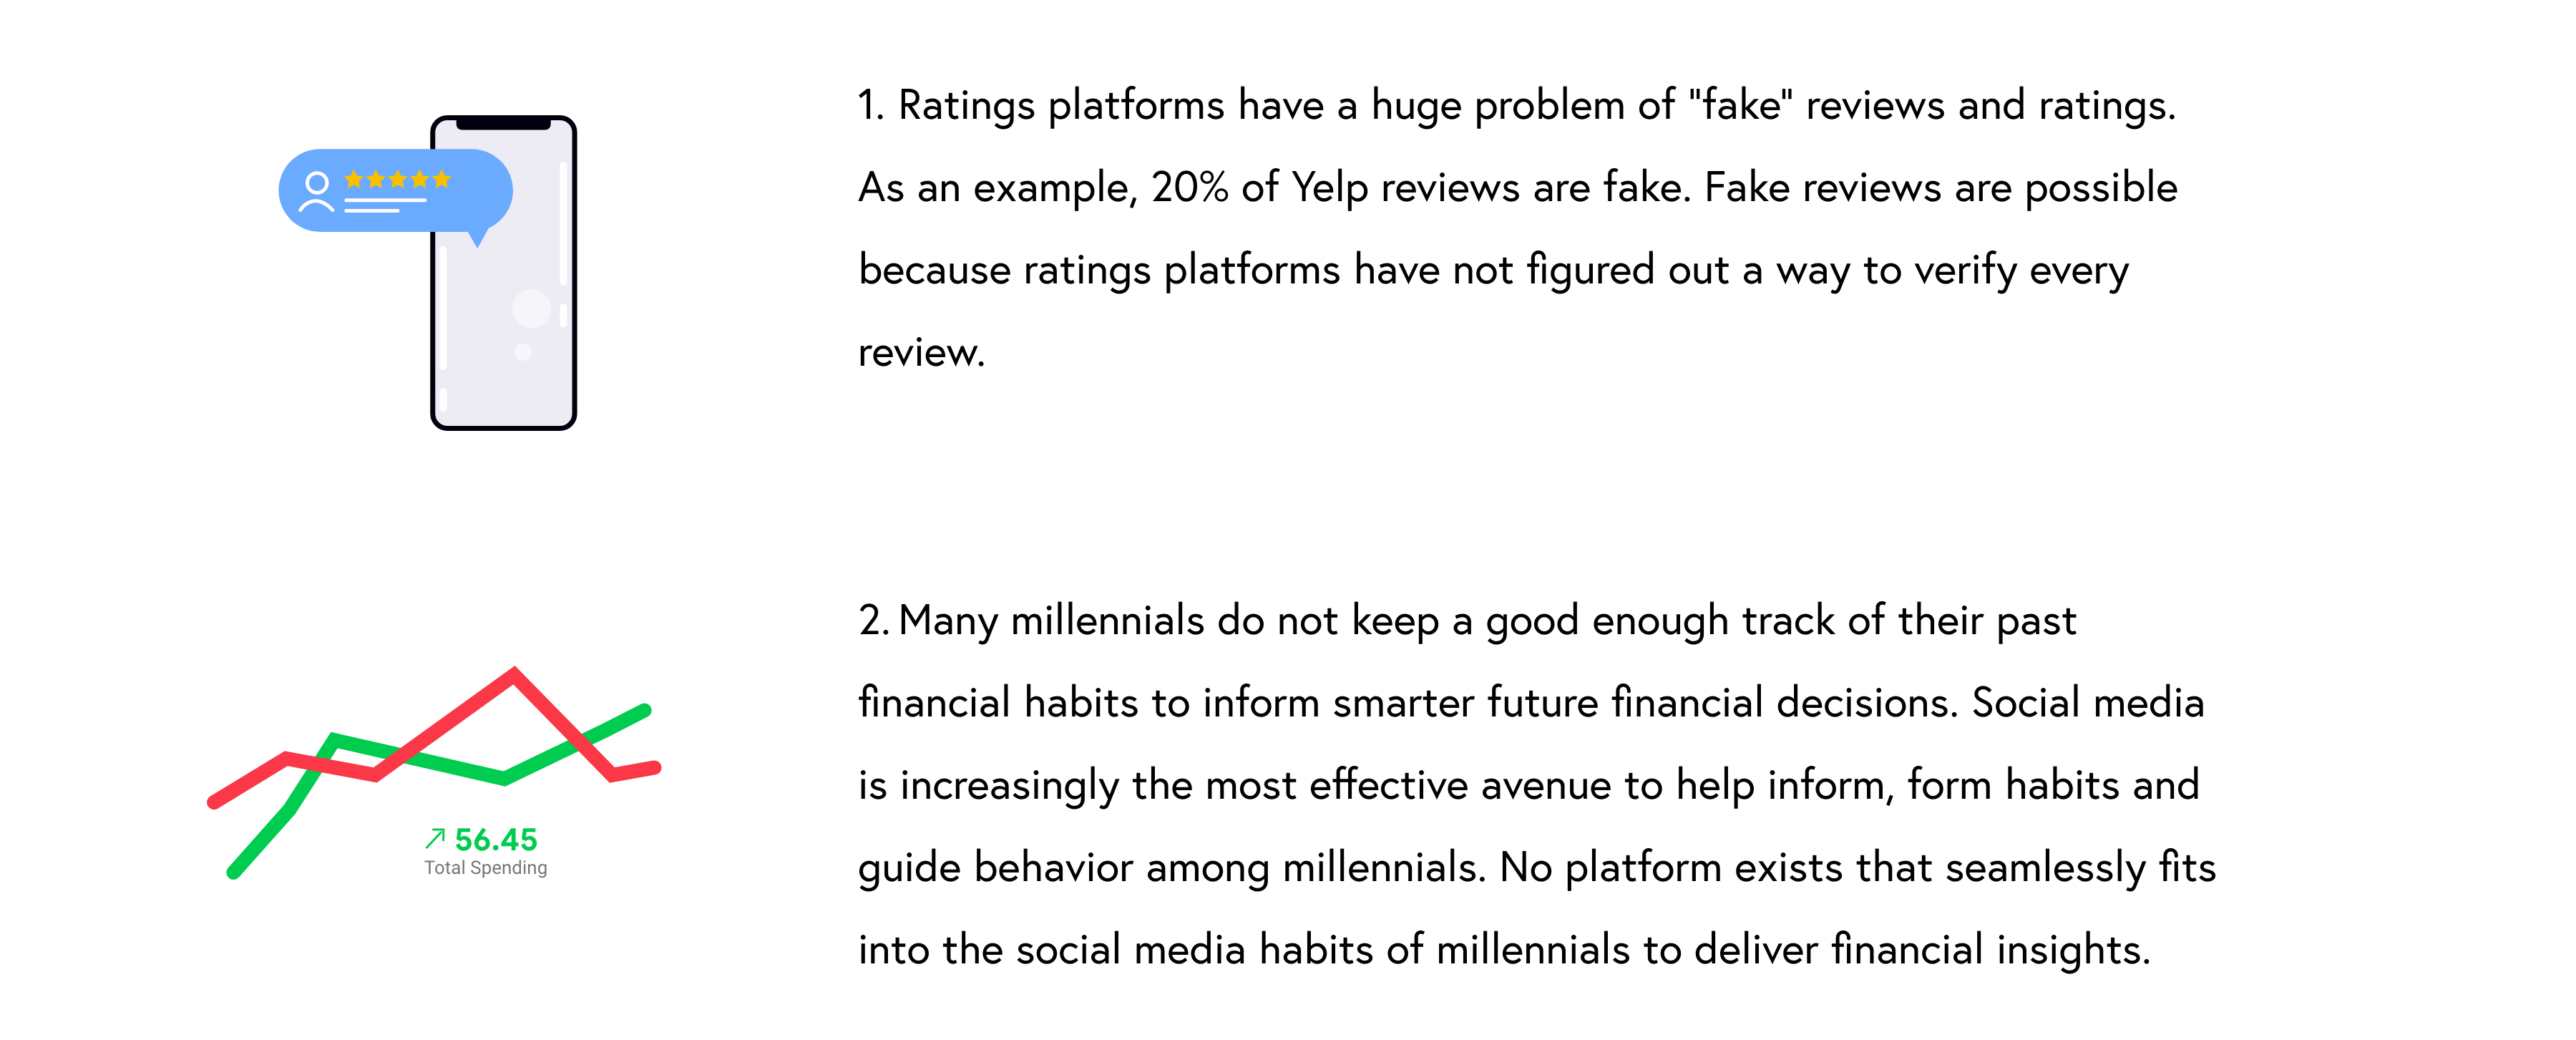 1. Ratings platforms have a huge problem of "fake" reviews and ratings.
As an example, 20% of Yelp reviews are fake. Fake reviews are possible
because ratings platforms have not figured out a way to verify every
review.
2. Many millennials do not keep a good enough track of their past
financial habits to inform smarter future financial decisions. Social media
is increasingly the most effective avenue to help inform, form habits and
guide behavior among millennials. No platform exists that seamlessly fits
into the social media habits of millennials to deliver financial insights.
56.45
Total Spending